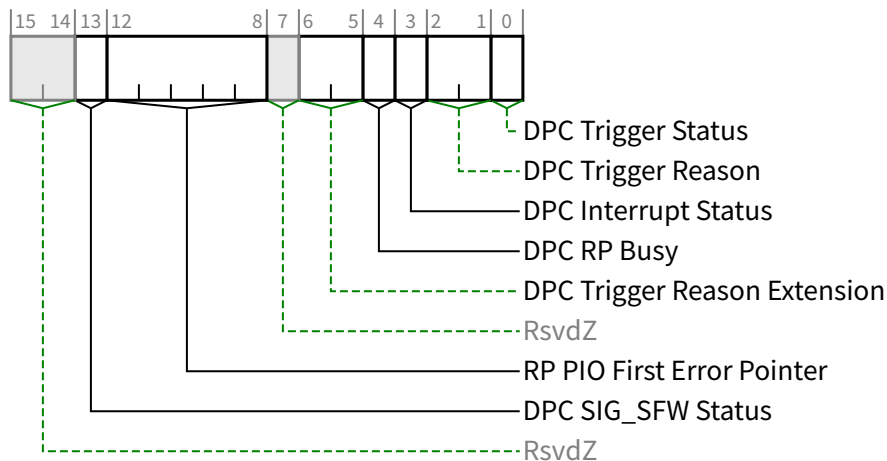 15 14 13 12 8 7 6 5 4 3 2 1 0
DPC Trigger Status
DPC Trigger Reason
DPC Interrupt Status
DPC RP Busy
DPC Trigger Reason Extension
RsvdZ
RP PIO First Error Pointer
DPC SIG_SFW Status
RsvdZ